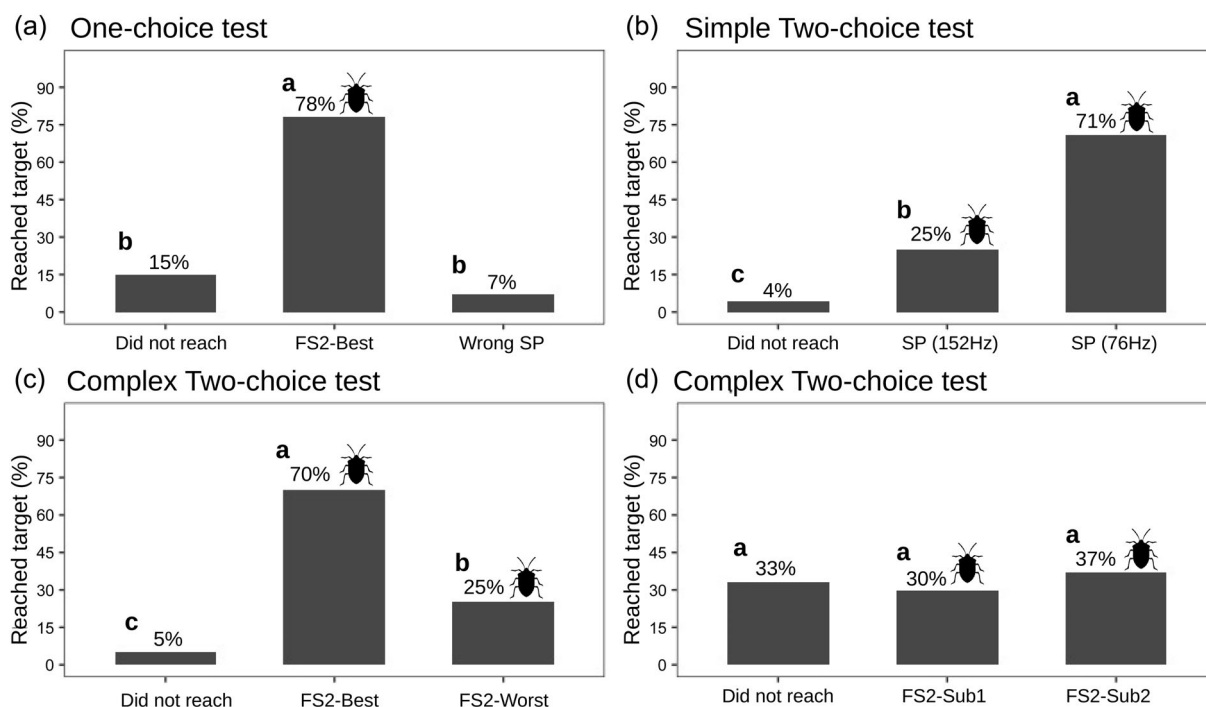 (a) One-choice test
Reached target (%)
90
75
60
45
30
15
0
b
15%
a
78%
b
7%
Did not reach
FS2-Best
Wrong SP
(b) Simple Two-choice test
Reached target (%)
90
75
60
45
30
15
0
c
4%
b
25%
a
71%
Did not reach
SP (152Hz)
SP (76Hz)
(c) Complex Two-choice test
Reached target (%)
90
75
60
45
30
15
0
c
5%
a
70%
b
25%
Did not reach
FS2-Best
FS2-Worst
(d) Complex Two-choice test
Reached target (%)
90
75
60
45
30
15
0
a
33%
a
30%
a
37%
Did not reach
FS2-Sub1
FS2-Sub2